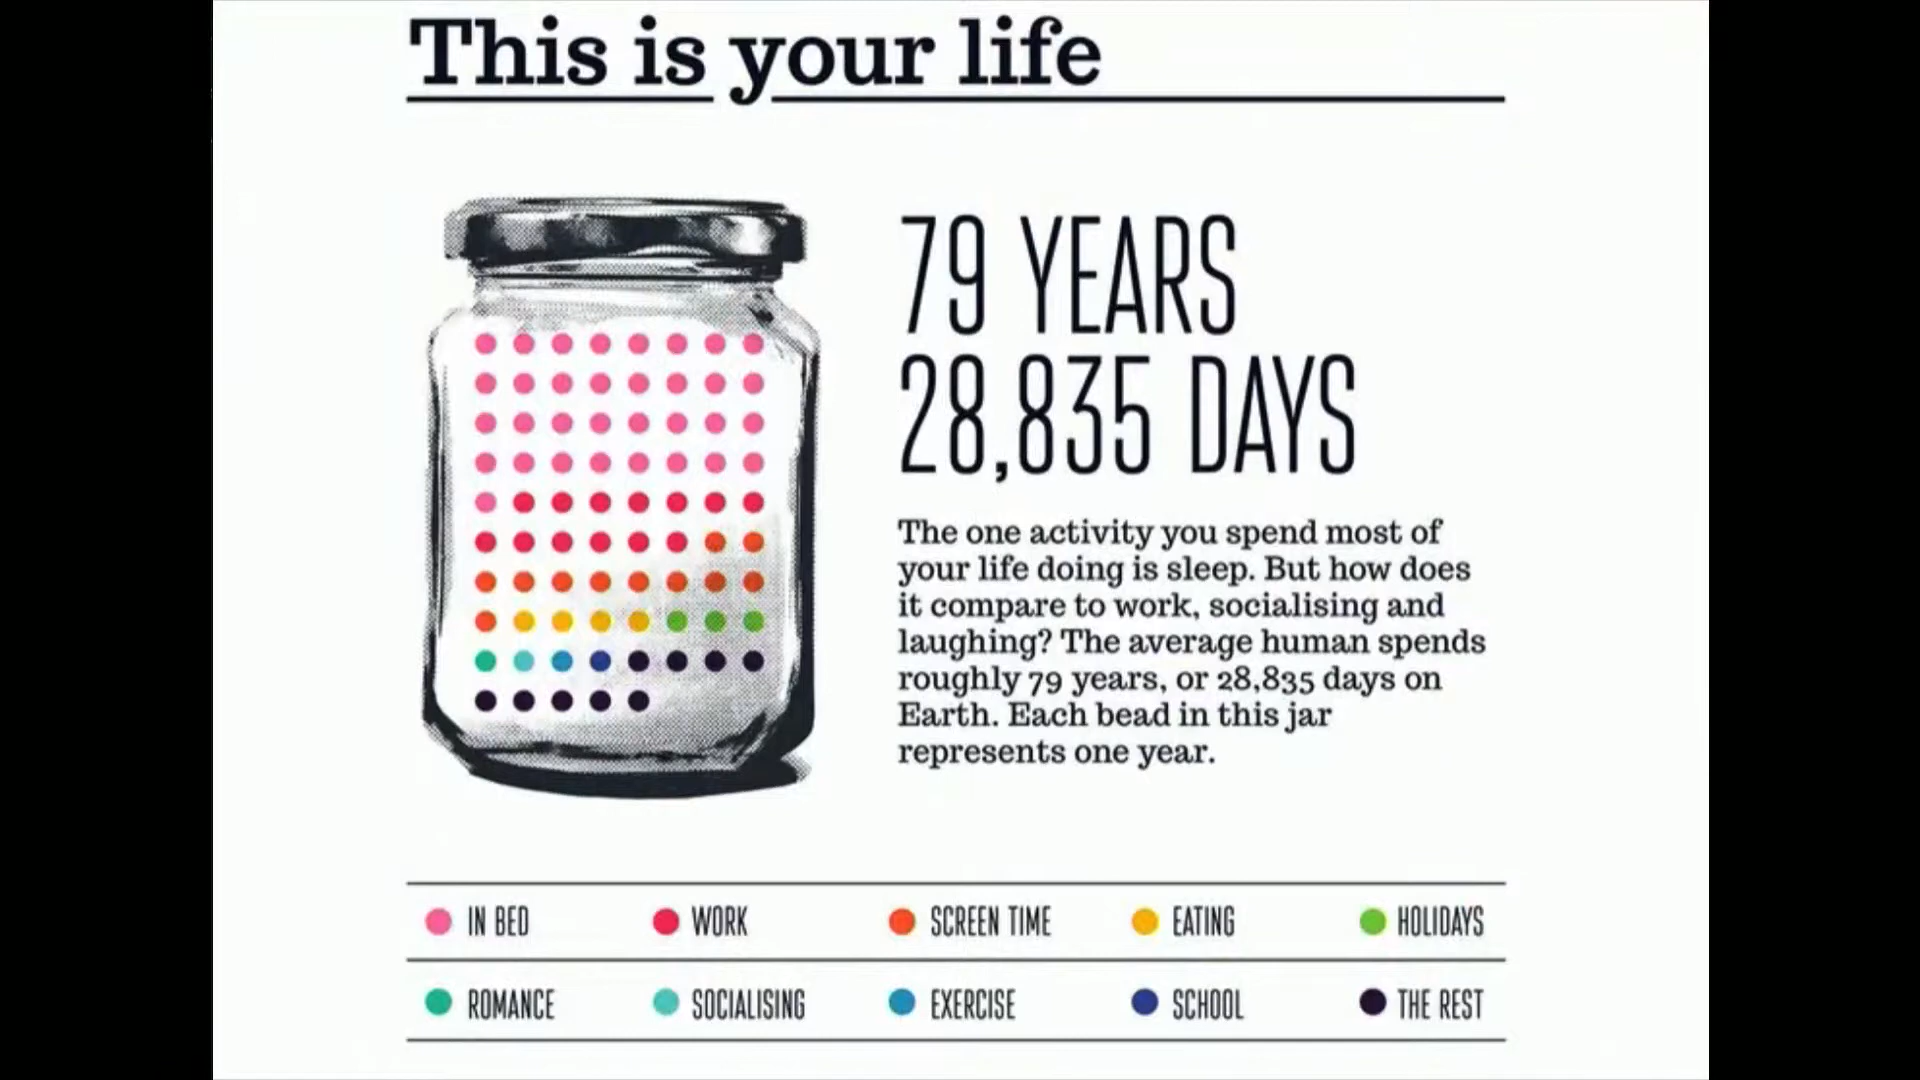 This is your life
79 YEARS
28,835 DAYS
The one activity you spend most of
your life doing is sleep. But how does
it compare to work, socialising and
laughing? The average human spends
roughly 79 years, or 28,835 days on
Earth. Each bead in this jar
represents one year.
IN BED WORK SCREEN TIME EATING HOLIDAYS
ROMANCE SOCIALISING EXERCISE SCHOOL THE REST